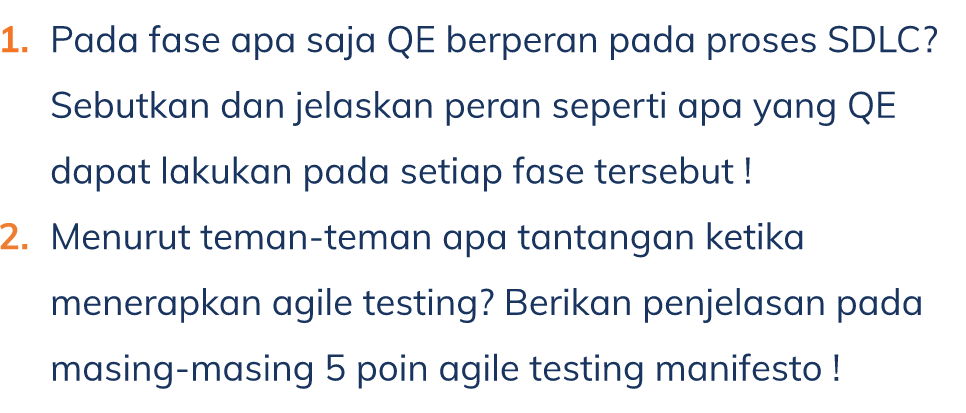 1. Pada fase apa saja QE berperan pada proses SDLC?
Sebutkan dan jelaskan peran seperti apa yang QE
dapat lakukan pada setiap fase tersebut !
2. Menurut teman-teman apa tantangan ketika
menerapkan agile testing? Berikan penjelasan pada
masing-masing 5 poin agile testing manifesto !